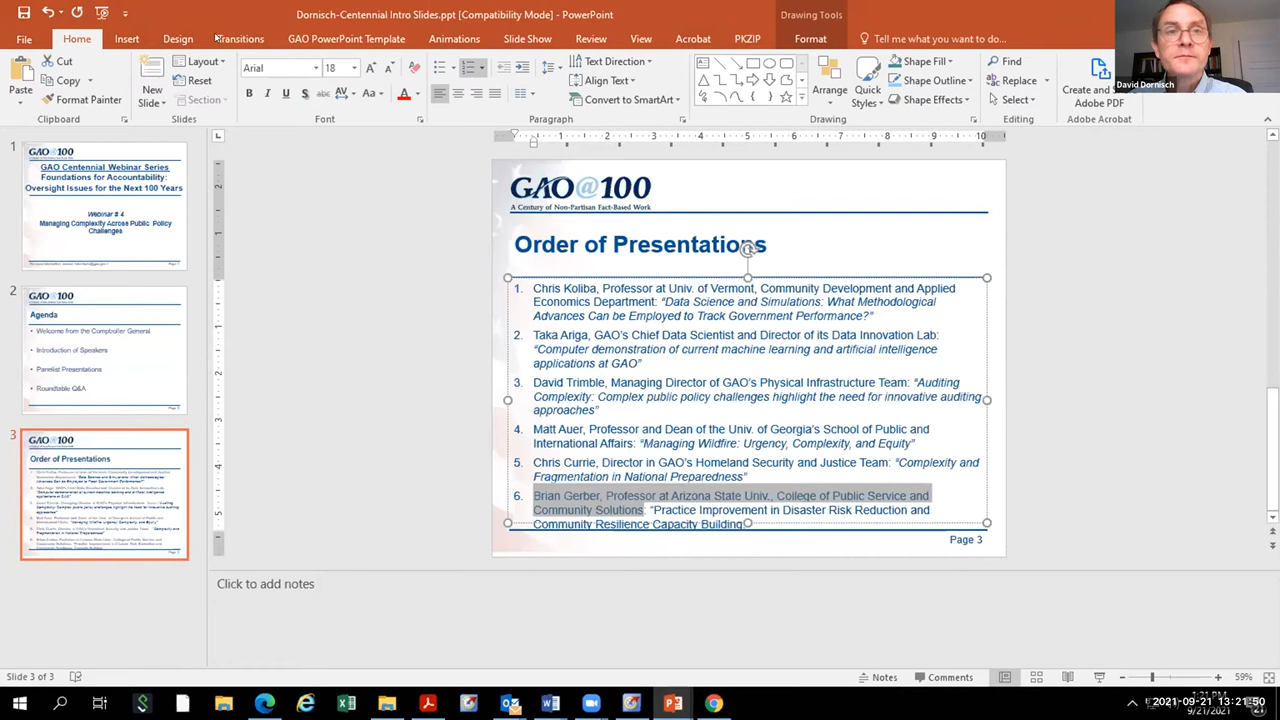 Dornisch-Centennial Intro Slides.ppt [Compatibility Mode] - PowerPoint
Drawing Tools
File
Home
Insert
Design
Transitions
GAO PowerPoint Template
Animations
Slide Show
Review
View
Acrobat
PKZIP
Format
Tell me what you want to do...
David Dornisch
Paste
Cut
Copy
Format Painter
Clipboard
New
Slide
Layout
Reset
Section
Slides
Arial
18
Font
Text Direction
Align Text
Convert to SmartArt
Paragraph
Arrange
Quick
Styles
Shape Fill
Shape Outline
Shape Effects
Drawing
Find
Replace
Select
Editing
Create and
Adobe PDF
Adobe Acrobat
1
GAO@100
GAO Centennial Webinar Series
Foundations for Accountability:
Oversight Issues for the Next 100 Years
Webinar # 4
Managing Complexity Across Public Policy
Challenges
2
GAO@100
Agenda
• Welcome from the Comptroller General
• Introduction of Speakers
• Panelist Presentations
• Roundtable Q&A
3
GAO@100
Order of Presentations
GAO@100
A Century of Non-Partisan Fact-Based Work
Order of Presentations
1. Chris Koliba, Professor at Univ. of Vermont, Community Development and Applied
Economics Department: “Data Science and Simulations: What Methodological
Advances Can be Employed to Track Government Performance?”
2. Taka Ariga, GAO’s Chief Data Scientist and Director of its Data Innovation Lab:
“Computer demonstration of current machine learning and artificial intelligence
applications at GAO”
3. David Trimble, Managing Director of GAO’s Physical Infrastructure Team: “Auditing
Complexity: Complex public policy challenges highlight the need for innovative auditing
approaches”
4. Matt Auer, Professor and Dean of the Univ. of Georgia’s School of Public and
International Affairs: “Managing Wildfire: Urgency, Complexity, and Equity”
5. Chris Currie, Director in GAO’s Homeland Security and Justice Team: “Complexity and
Fragmentation in National Preparedness”
6. Brian Gerber, Professor at Arizona State Univ., College of Public Service and
Community Solutions: “Practice Improvement in Disaster Risk Reduction and
Community Resilience Capacity Building
Page 3
Click to add notes
Slide 3 of 3
Notes
Comments
59%
1:21 PM
2021-09-21 13:21:50
9/21/2021